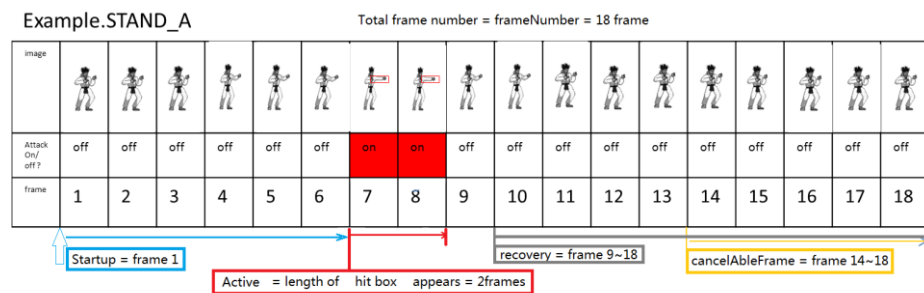 Example.STAND_A
Total frame number = frameNumber = 18 frame
image
Attack On/ off ? off off off off off off on on off off off off off off off off off off
frame 1 2 3 4 5 6 7 8 9 10 11 12 13 14 15 16 17 18
Startup = frame 1
recovery = frame 9~18
cancelAbleFrame = frame 14~18
Active = length of hit box appears = 2frames